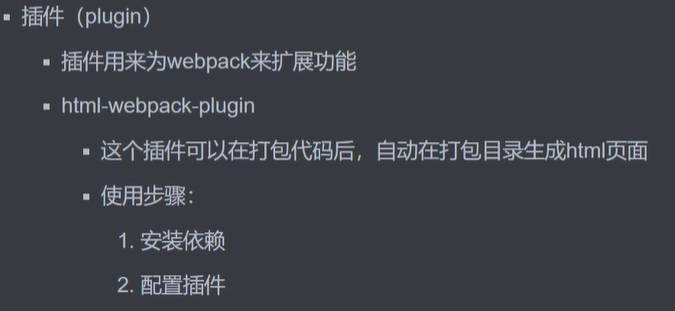 插件（plugin）
插件用来为webpack来扩展功能
html-webpack-plugin
这个插件可以在打包代码后，自动在打包目录生成html页面
使用步骤：
1. 安装依赖
2. 配置插件